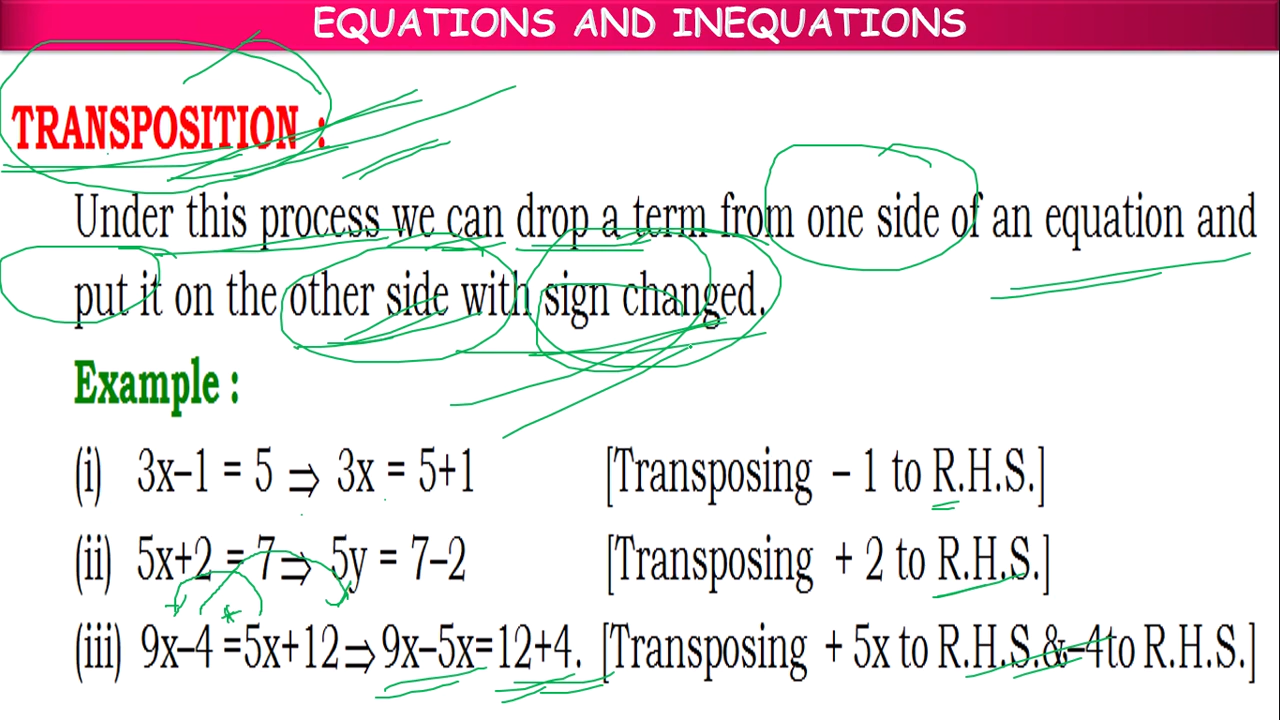 EQUATIONS AND INEQUATIONS
TRANSPOSITION :
Under this process we can drop a term from one side of an equation and
put it on the other side with sign changed.
Example :
(i) 3x–1 = 5 ⇒ 3x = 5+1 [Transposing – 1 to R.H.S.]
(ii) 5x+2 = 7⇒ 5y = 7–2 [Transposing + 2 to R.H.S.]
(iii) 9x–4 =5x+12⇒9x–5x=12+4. [Transposing + 5x to R.H.S.&–4to R.H.S.]